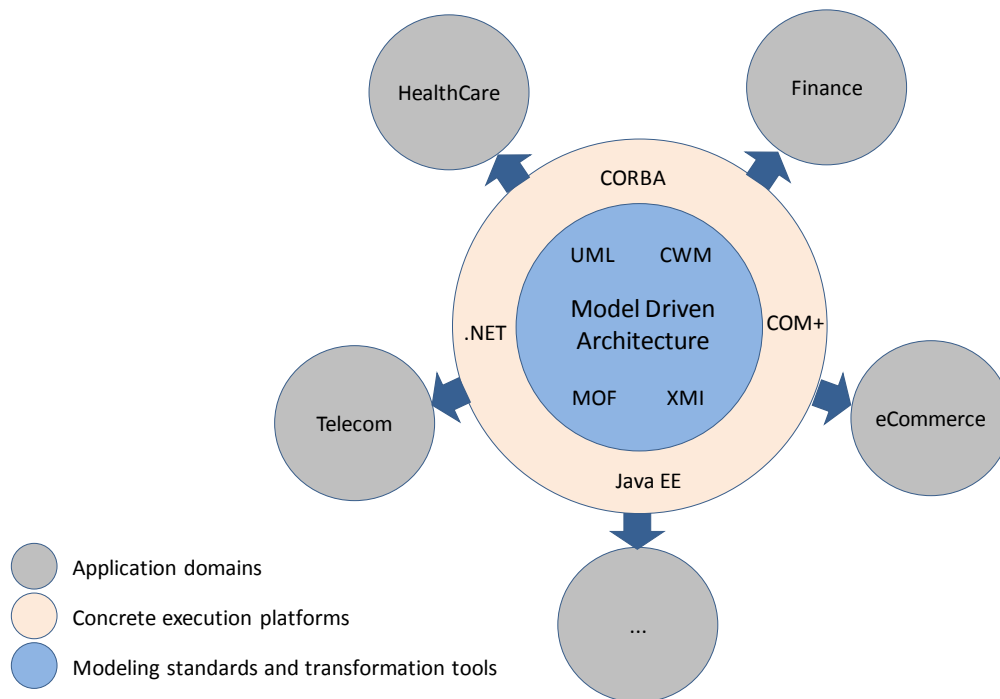 HealthCare
Finance
CORBA
UML
CWM
Model Driven
Architecture
.NET
COM+
MOF
XMI
Telecom
eCommerce
Java EE
...
Application domains
Concrete execution platforms
Modeling standards and transformation tools